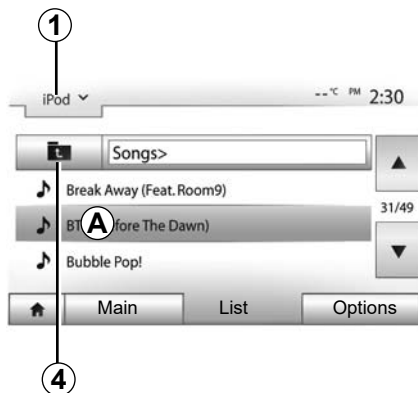 1
iPod
--°C PM 2:30
Songs>
Break Away (Feat. Room9)
31/49
A
fore The Dawn)
Bubble Pop!
Main List Options
4